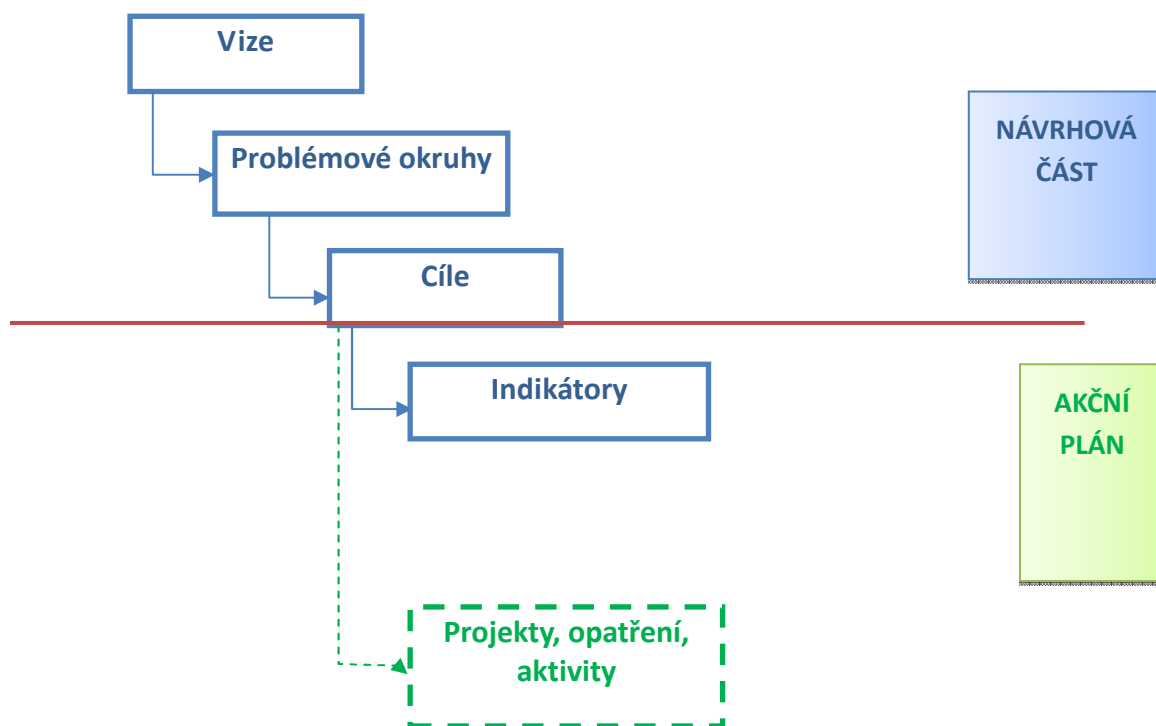 Vize
Problémové okruhy
NÁVRHOVÁ
ČÁST
Cíle
Indikátory
AKČNÍ
PLÁN
Projekty, opatření,
aktivity